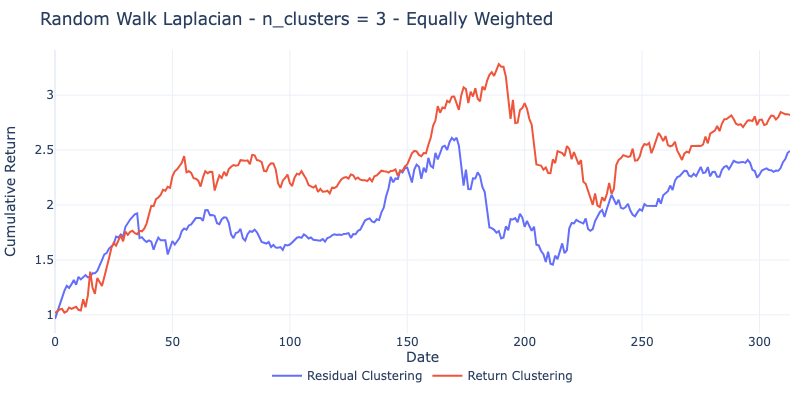 Random Walk Laplacian - n_clusters = 3 - Equally Weighted
Cumulative Return
3
2.5
2
1.5
1
0 50 100 150 200 250 300
Date
Residual Clustering Return Clustering